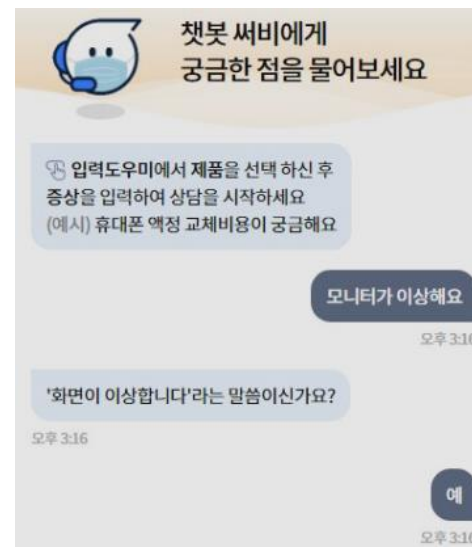 챗봇 써비에게
궁금한 점을 물어보세요
입력도우미에서 제품을 선택 하신 후
증상을 입력하여 상담을 시작하세요
(예시) 휴대폰 액정 교체비용이 궁금해요
모니터가 이상해요
오후 3:16
'화면이 이상합니다'라는 말씀이신가요?
오후 3:16
예
오후 3:16